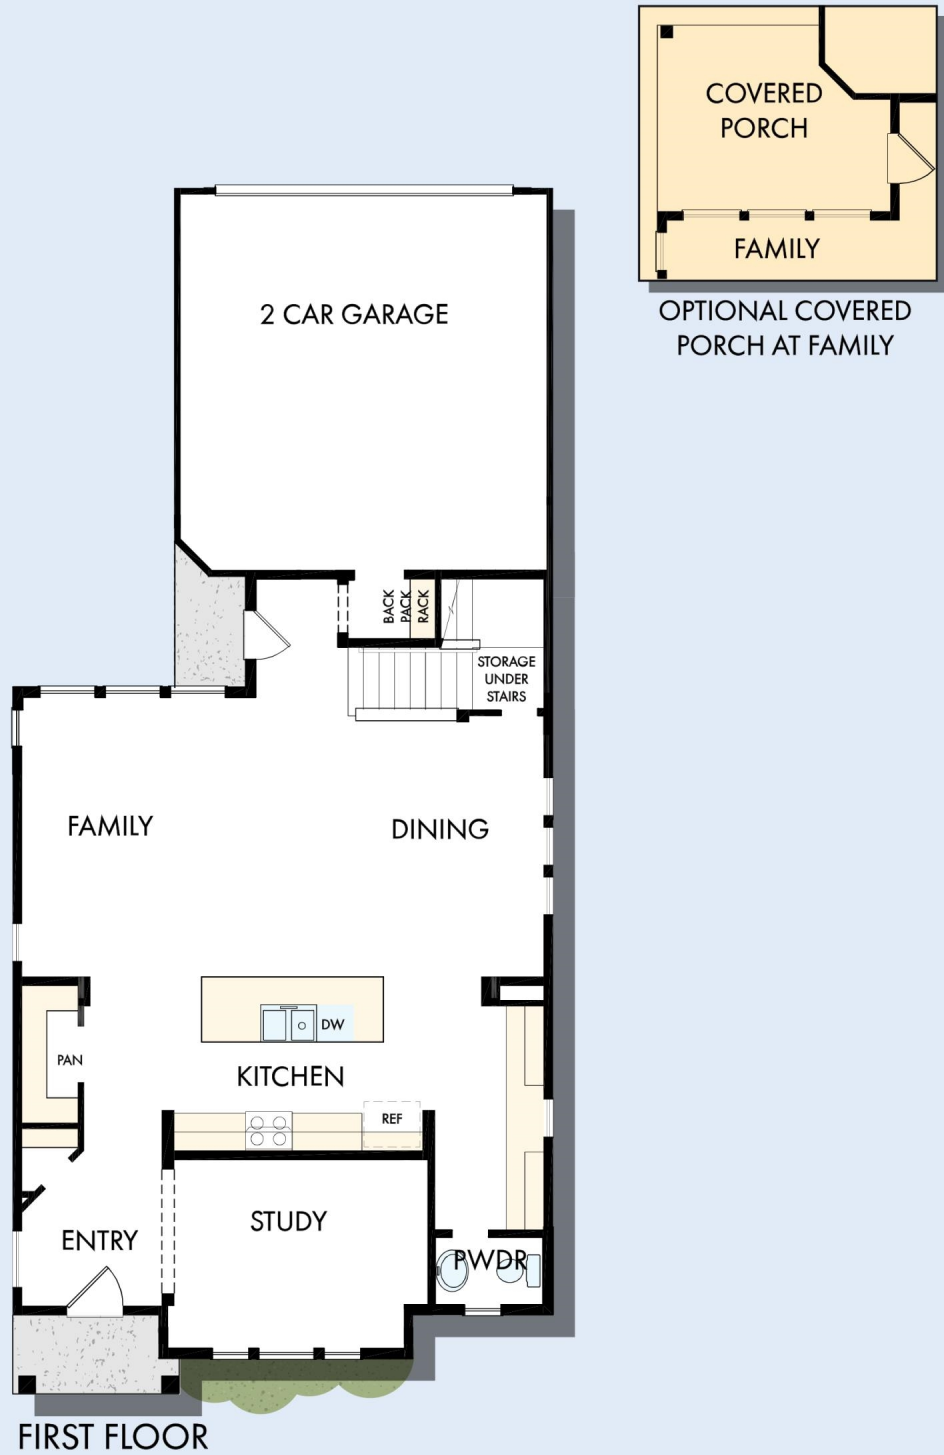 COVERED
PORCH
FAMILY
OPTIONAL COVERED
PORCH AT FAMILY
2 CAR GARAGE
BACK
PACK
RACK
STORAGE
UNDER
STAIRS
FAMILY
DINING
DW
PAN
KITCHEN
REF
STUDY
ENTRY
PWDR
FIRST FLOOR